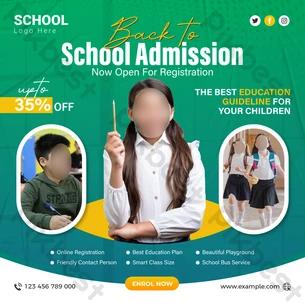 SCHOOL
Logo Here
Back to
School Admission
Now Open For Registration
upto
35% OFF
THE BEST EDUCATION
GUIDELINE FOR
YOUR CHILDREN
• Online Registration
• Friendly Contact Person
• Best Education Plan
• Smart Class Size
• Beautiful Playground
• School Bus Service
123 456 789 000
ENROL NOW
www.example.com